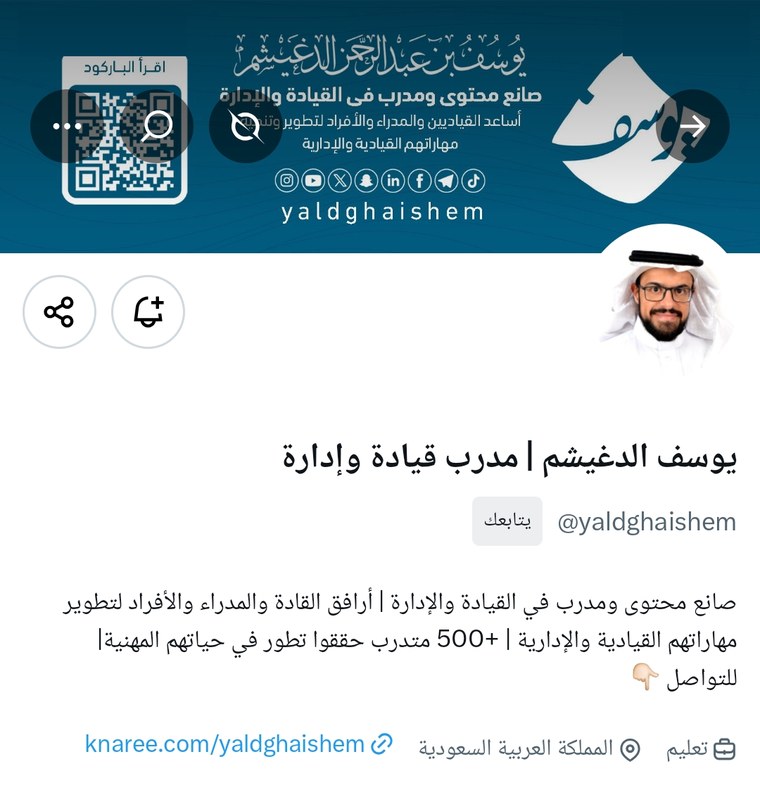 اقرأ الباركود
يوسف بن عبدالرحمن الدغيشم
صانع محتوى ومدرب في القيادة والإدارة
أساعد القياديين والمدراء والأفراد لتطوير وتنمية
مهاراتهم القيادية والإدارية
yaldghaishem
يوسف
يوسف الدغيشم | مدرب قيادة وإدارة
@yaldghaishem يتابعك
صانع محتوى ومدرب في القيادة والإدارة | أرافق القادة والمدراء والأفراد لتطوير
مهاراتهم القيادية والإدارية | +500 متدرب حققوا تطور في حياتهم المهنية|
للتواصل 👇🏻
تعليم المملكة العربية السعودية knaree.com/yaldghaishem